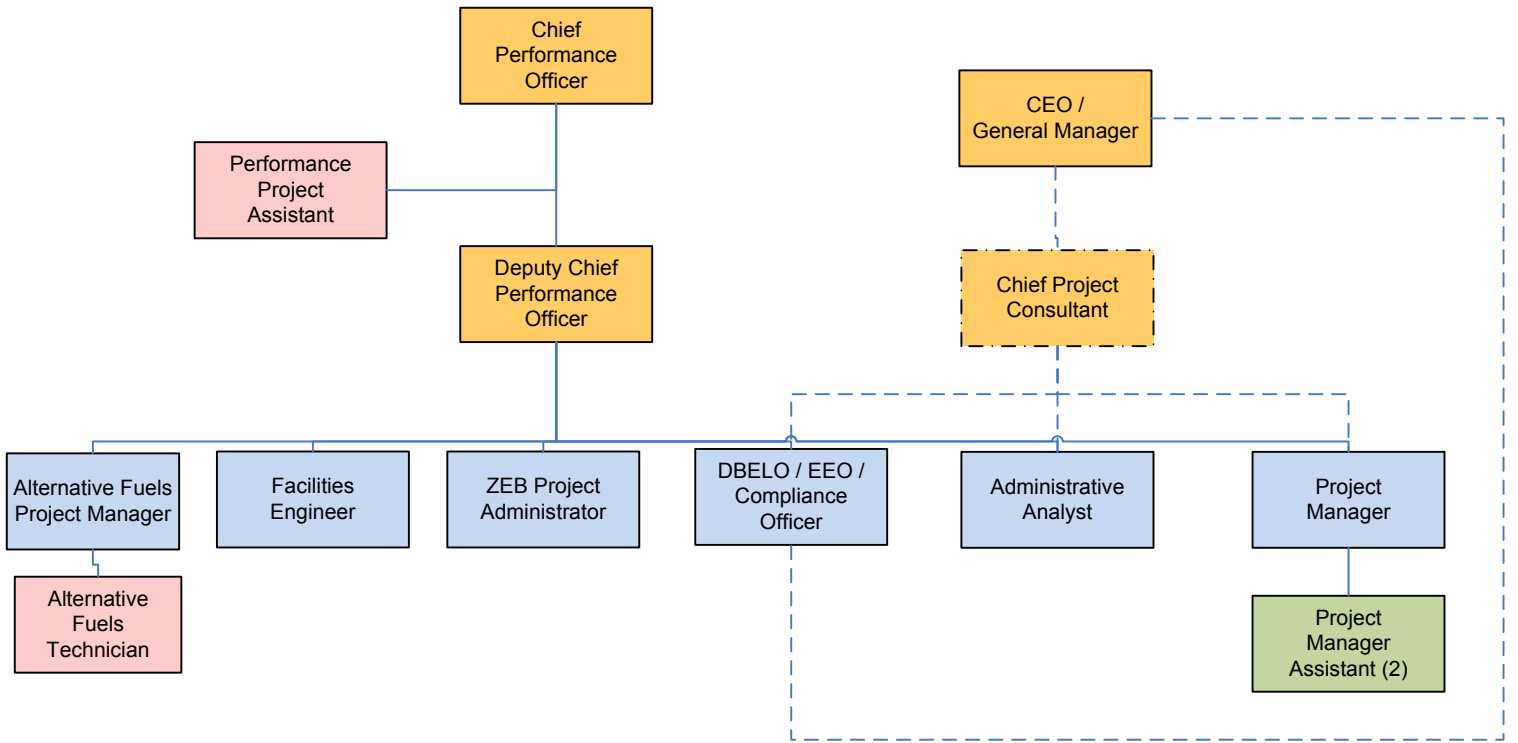 Chief
Performance
Officer
CEO /
General Manager
Performance
Project
Assistant
Deputy Chief
Performance
Officer
Chief Project
Consultant
Alternative Fuels
Project Manager
Facilities
Engineer
ZEB Project
Administrator
DBELO / EEO /
Compliance
Officer
Administrative
Analyst
Project
Manager
Alternative
Fuels
Technician
Project
Manager
Assistant (2)